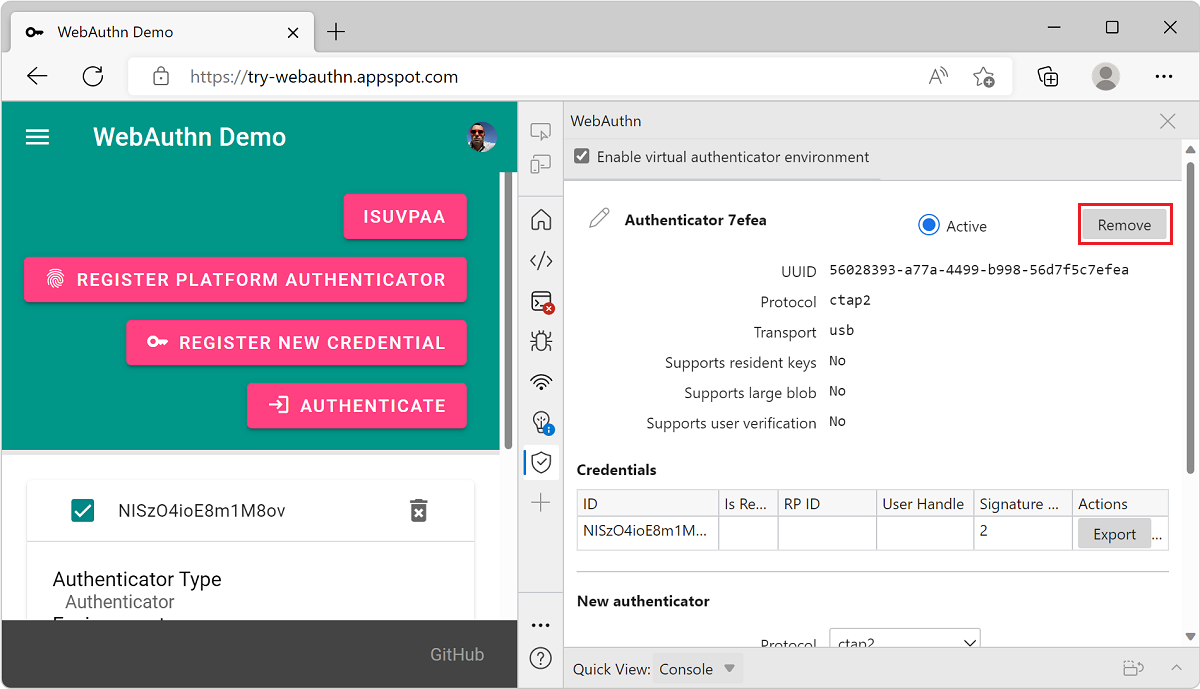 WebAuthn Demo
https://try-webauthn.appspot.com
WebAuthn Demo
ISUVPAA
REGISTER PLATFORM AUTHENTICATOR
REGISTER NEW CREDENTIAL
AUTHENTICATE
NISzO4ioE8m1M8ov
Authenticator Type
Authenticator
GitHub
WebAuthn
Enable virtual authenticator environment
Authenticator 7efea
Active
Remove
UUID 56028393-a77a-4499-b998-56d7f5c7efea
Protocol ctap2
Transport usb
Supports resident keys No
Supports large blob No
Supports user verification No
Credentials
ID Is Re... RP ID User Handle Signature ... Actions
NISzO4ioE8m1M... 2 Export ...
New authenticator
Protocol ctap2
Quick View: Console